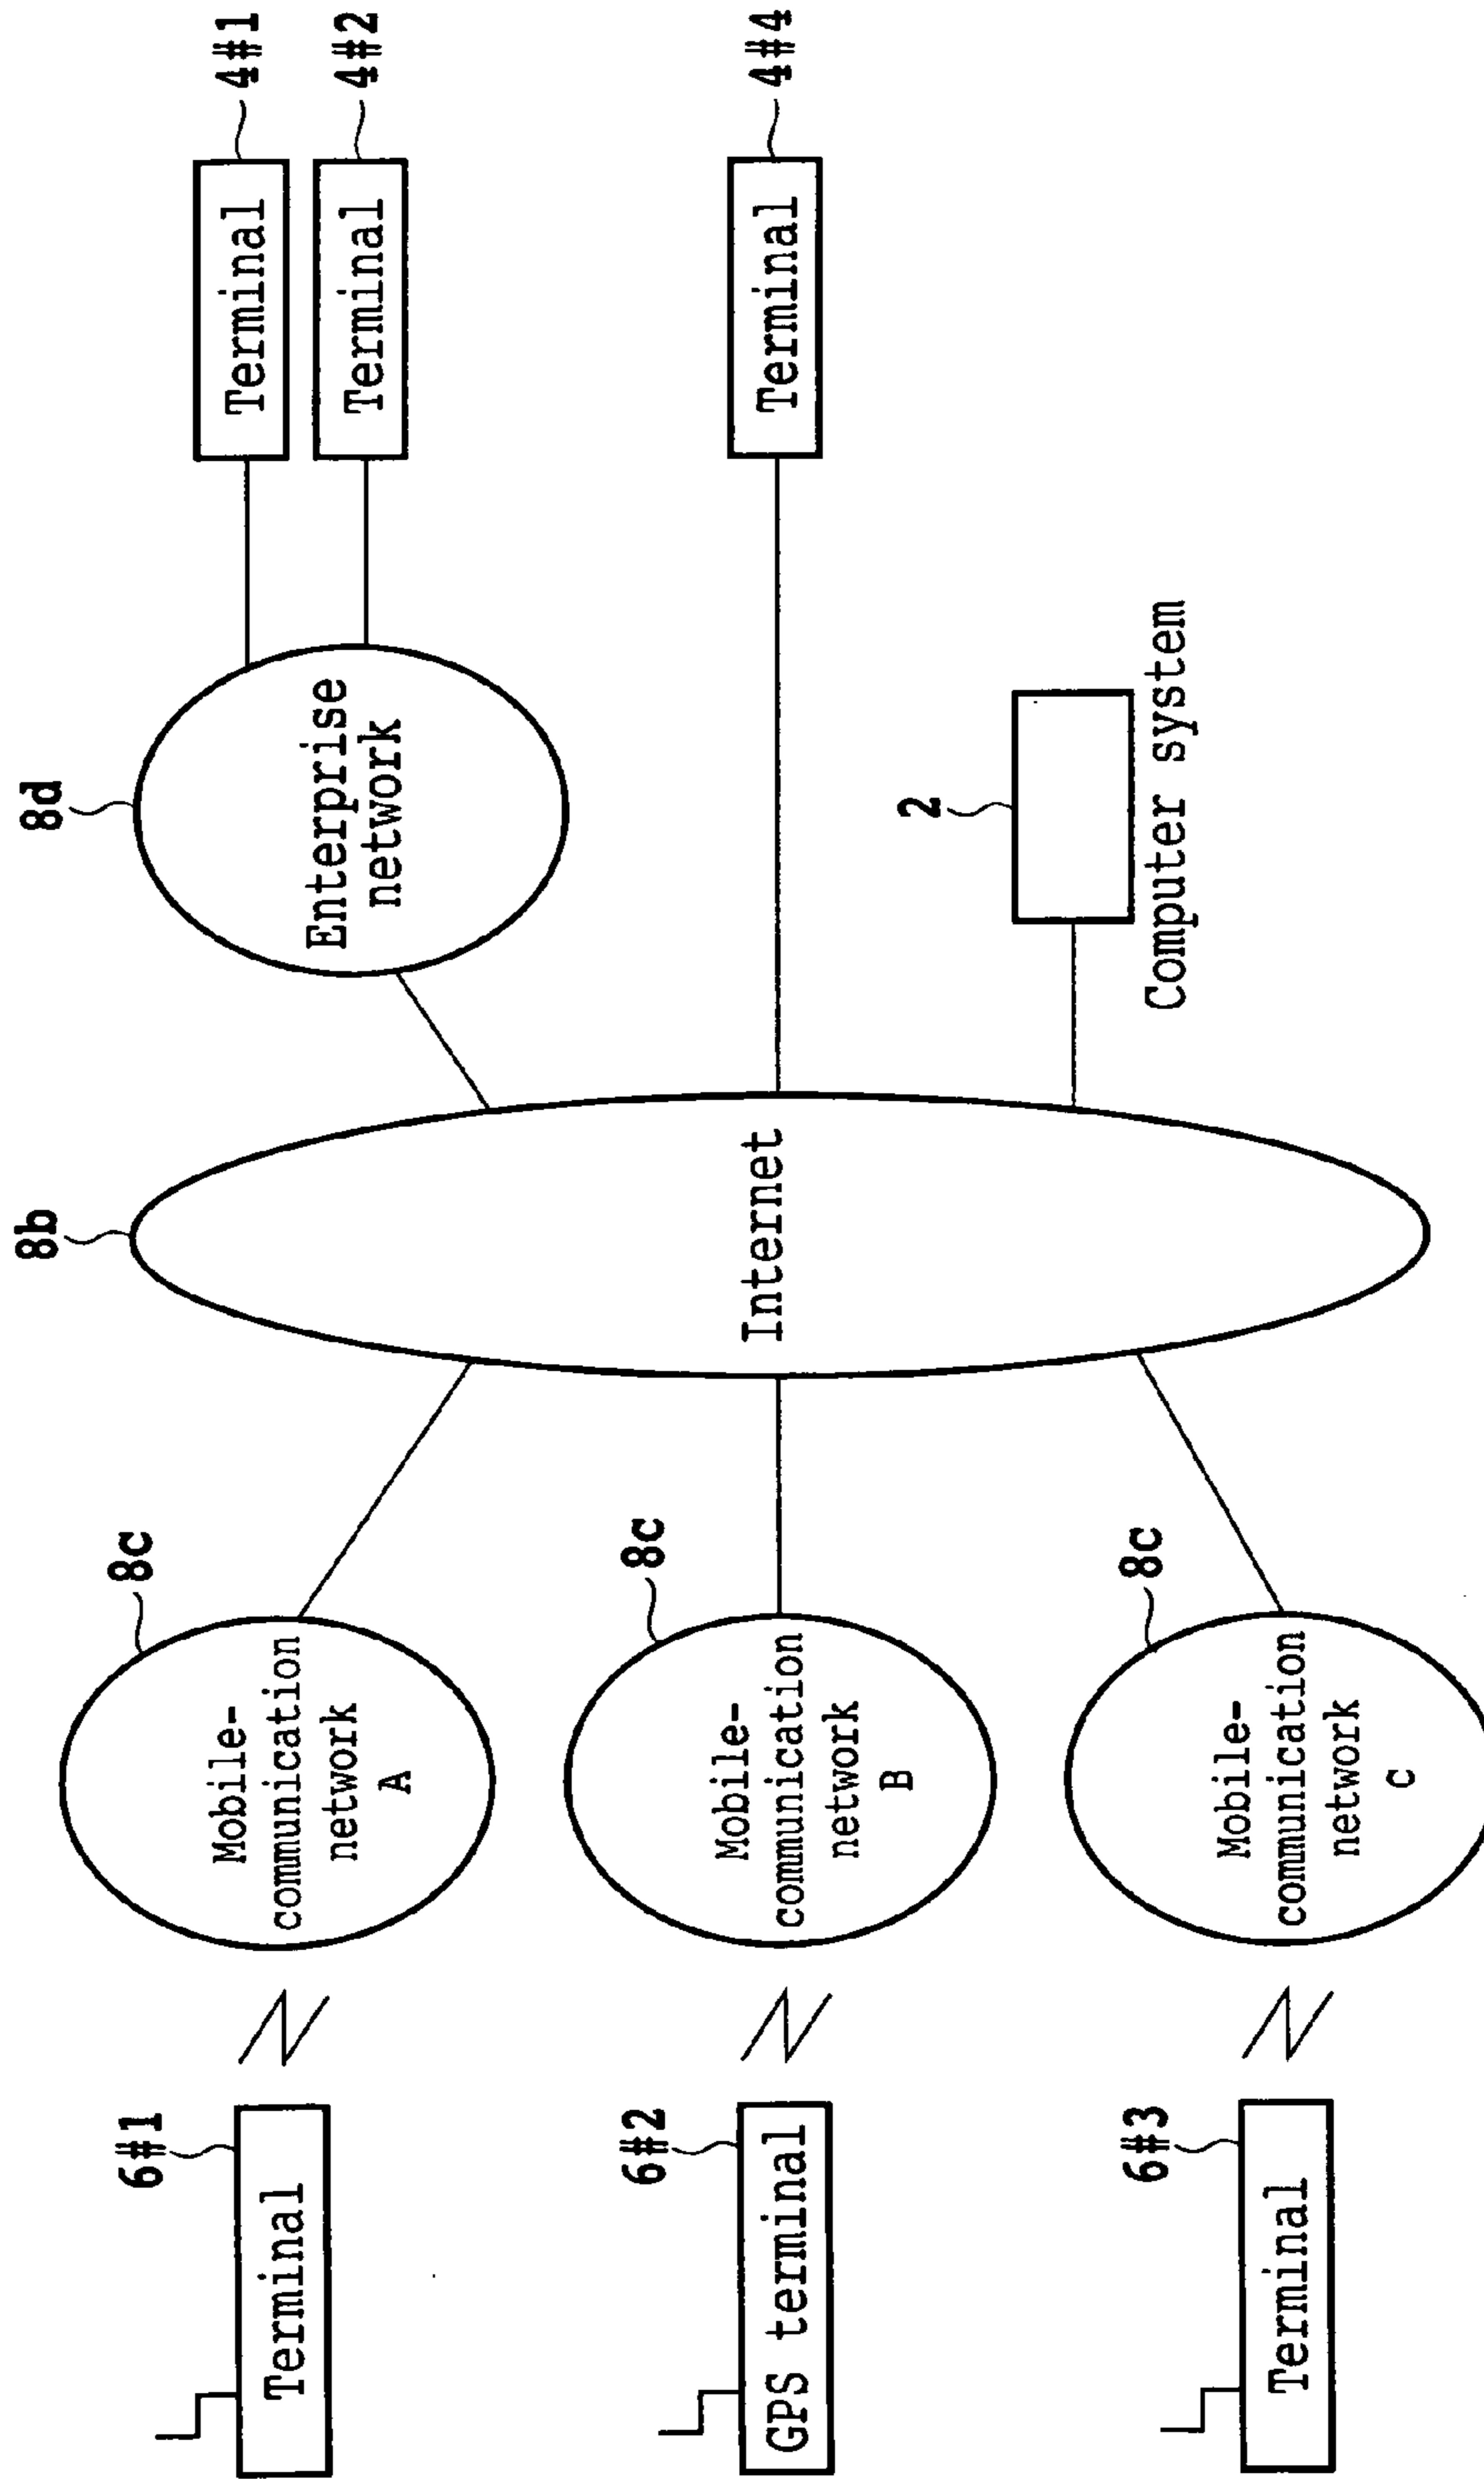 6#1
Terminal
8c
Mobile-
communication
network
A
8b
Internet
8d
Enterprise
network
Terminal
4#1
Terminal
4#2
6#2
GPS terminal
8c
Mobile-
communication
network
B
Terminal
4#4
6#3
Terminal
8c
Mobile-
communication
network
C
2
Computer system